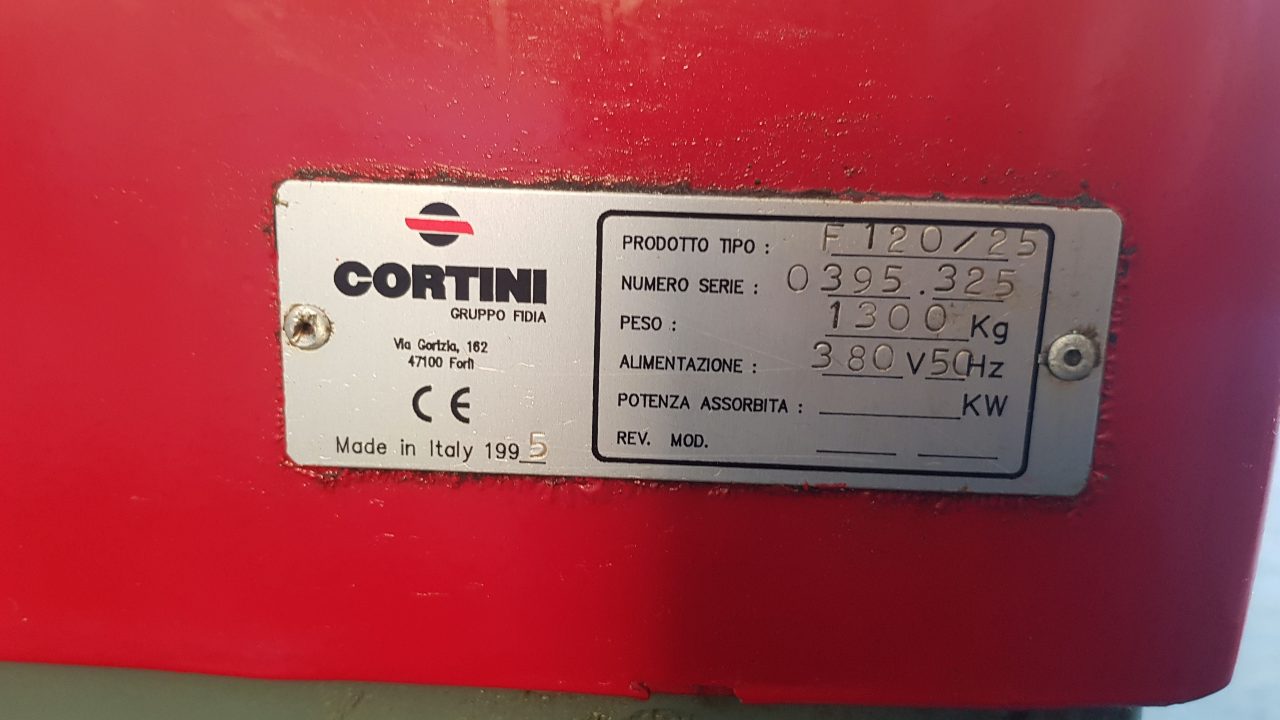 CORTINI
GRUPPO FIDIA
Via Gorizia, 162
47100 Forlì
CE
Made in Italy 1995
PRODOTTO TIPO : F120/25
NUMERO SERIE : 0395.325
PESO : 1300 Kg
ALIMENTAZIONE : 380 V 50 Hz
POTENZA ASSORBITA : KW
REV. MOD.